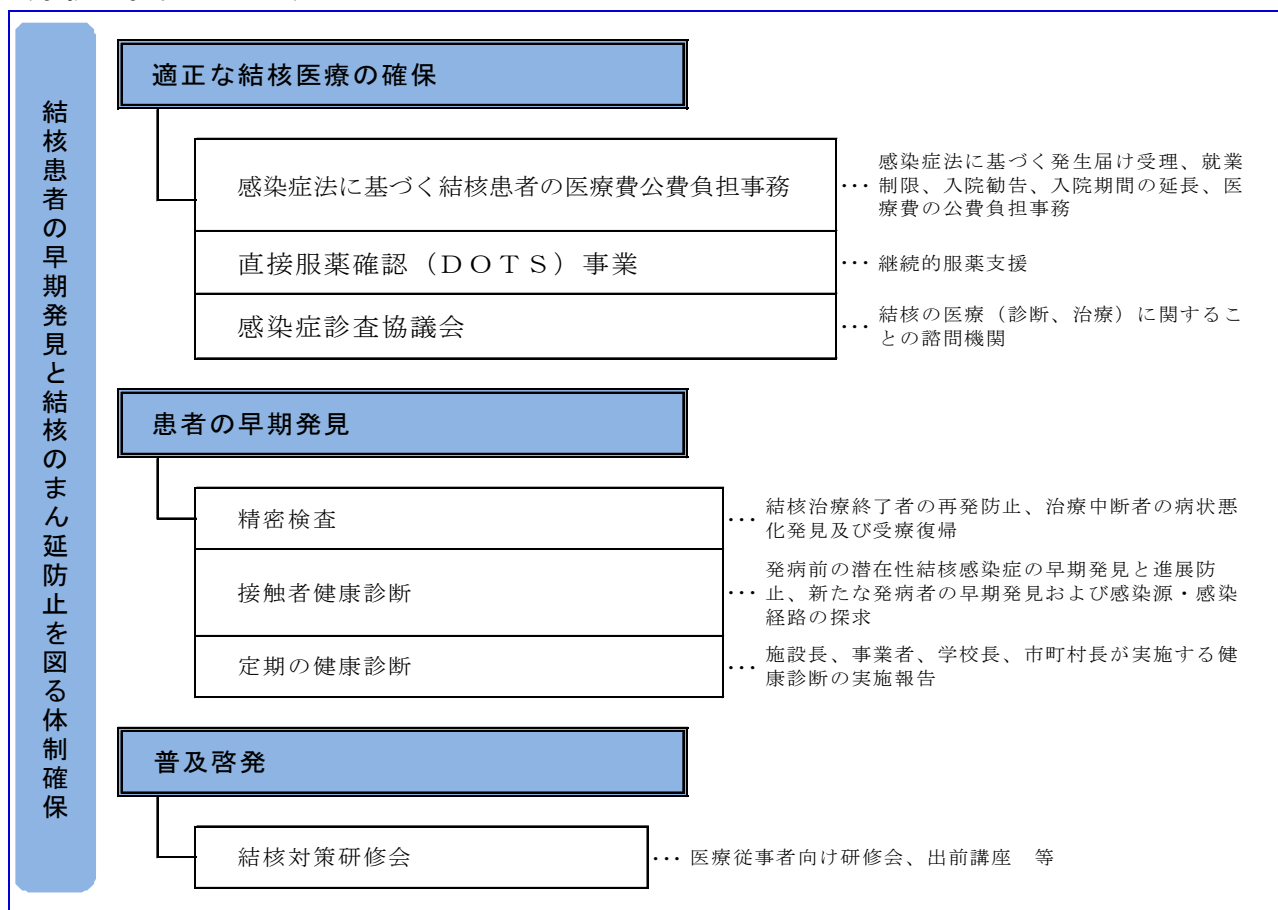 結核患者の早期発見と結核のまん延防止を図る体制確保
適正な結核医療の確保
感染症法に基づく結核患者の医療費公費負担事務
･･･ 感染症法に基づく発生届け受理、就業
制限、入院勧告、入院期間の延長、医
療費の公費負担事務
直接服薬確認（ＤＯＴＳ）事業
･･･ 継続的服薬支援
感染症診査協議会
･･･ 結核の医療（診断、治療）に関するこ
との諮問機関
患者の早期発見
精密検査
･･･ 結核治療終了者の再発防止、治療中断者の病状悪
化発見及び受療復帰
接触者健康診断
･･･ 発病前の潜在性結核感染症の早期発見と進展防
止、新たな発病者の早期発見および感染源・感染
経路の探求
定期の健康診断
･･･ 施設長、事業者、学校長、市町村長が実施する健
康診断の実施報告
普及啓発
結核対策研修会
･･･ 医療従事者向け研修会、出前講座　等